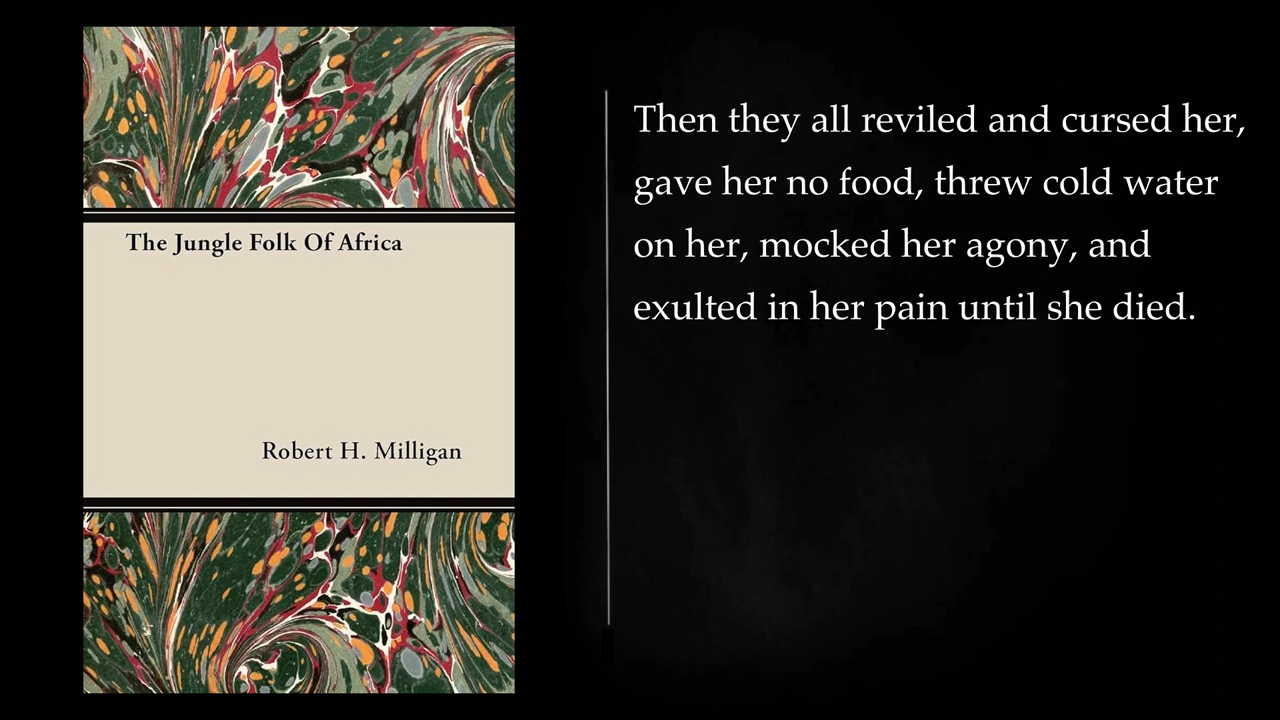 The Jungle Folk Of Africa
Robert H. Milligan
Then they all reviled and cursed her,
gave her no food, threw cold water
on her, mocked her agony, and
exulted in her pain until she died.